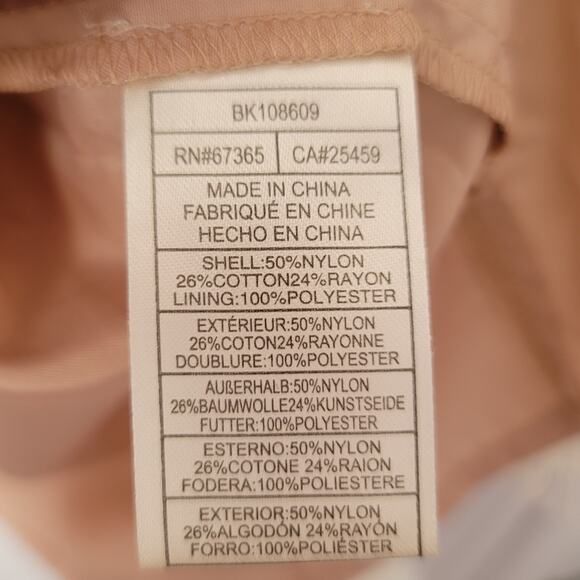 BK108609
RN#67365 CA#25459
MADE IN CHINA
FABRIQUÉ EN CHINE
HECHO EN CHINA
SHELL:50%NYLON
26%COTTON24%RAYON
LINING:100%POLYESTER
EXTÉRIEUR:50%NYLON
26%COTON24%RAYONNE
DOUBLURE:100%POLYESTER
AUßERHALB:50%NYLON
26%BAUMWOLLE24%KUNSTSEIDE
FUTTER:100%POLYESTER
ESTERNO:50%NYLON
26%COTONE 24%RAION
FODERA:100%POLIESTERE
EXTERIOR:50%NYLON
26%ALGODÓN 24%RAYÓN
FORRO:100%POLIÉSTER